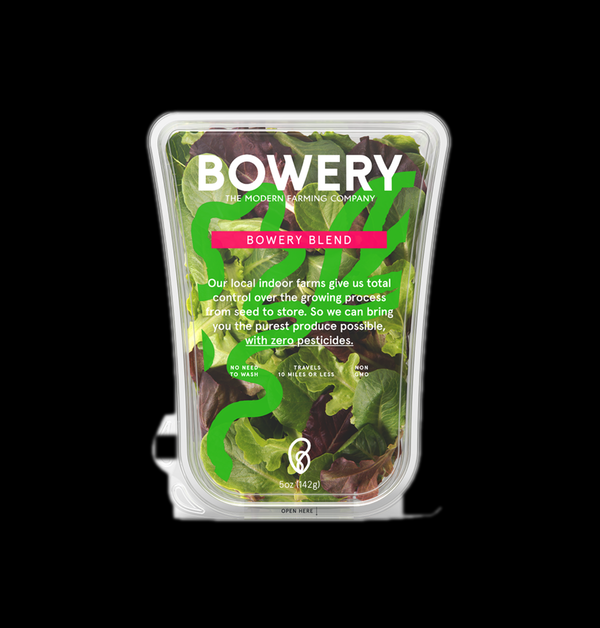 BOWERY
THE MODERN FARMING COMPANY
BOWERY BLEND
Our local indoor farms give us total
control over the growing process
from seed to store. So we can bring
you the purest produce possible,
with zero pesticides.
NO NEED TO WASH
TRAVELS 10 MILES OR LESS
NON GMO
5oz (142g)
OPEN HERE